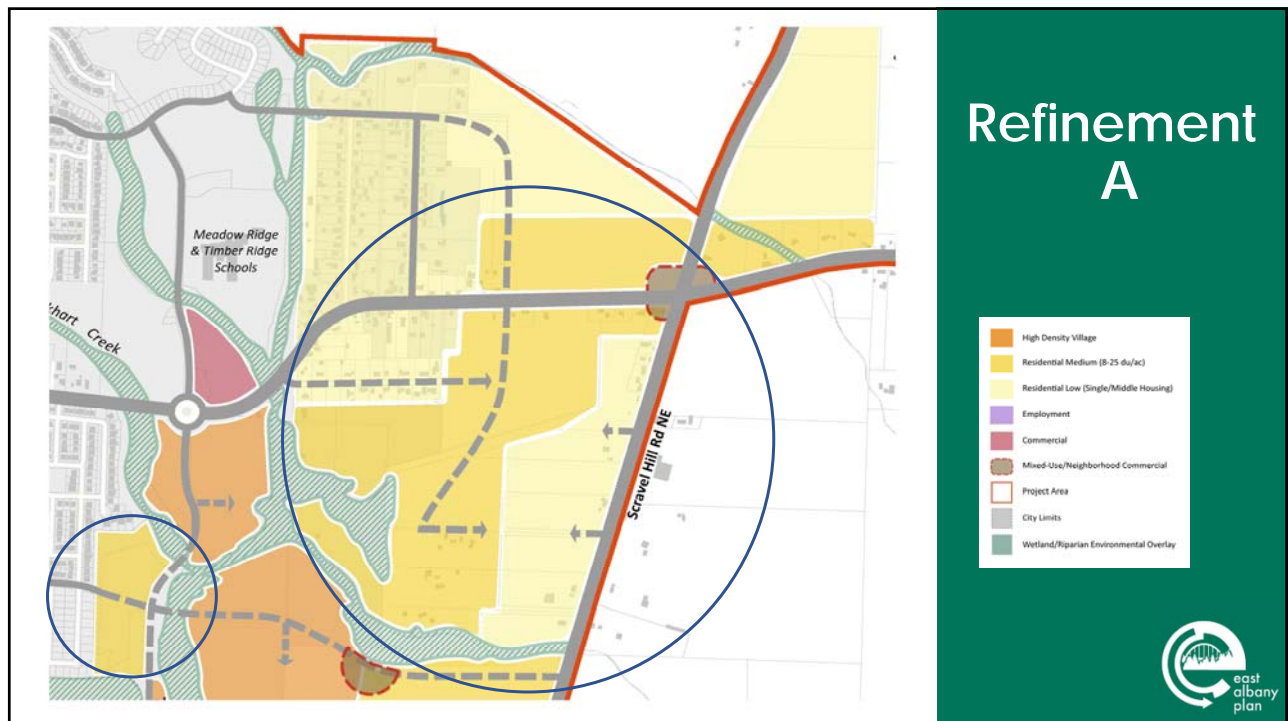 Refinement
A
Meadow Ridge
& Timber Ridge
Schools
khart Creek
Scravel Hill Rd NE
High Density Village
Residential Medium (8-25 du/ac)
Residential Low (Single/Middle Housing)
Employment
Commercial
Mixed-Use/Neighborhood Commercial
Project Area
City Limits
Wetland/Riparian Environmental Overlay
east
albany
plan